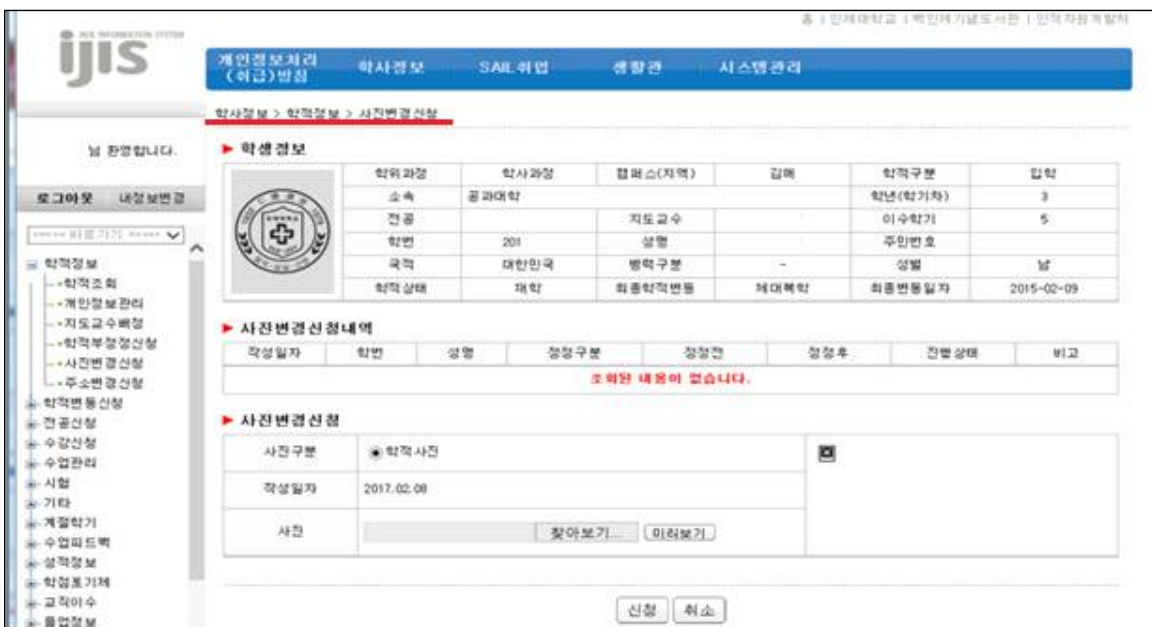 홈 | 인제대학교 | 백인제기념도서관 | 인적자원개발처
INJE INFORMATION SYSTEM
ijis
개인정보처리
(취급)방침
학사정보
SAIL·취업
생활관
시스템관리
학사정보 > 학적정보 > 사진변경신청
님 환영합니다.
로그아웃 내정보변경
===== 바로가기 =====
학적정보
학적조회
개인정보관리
지도교수배정
학적부정정신청
사진변경신청
주소변경신청
학적변동신청
전공신청
수강신청
수업관리
시험
기타
계절학기
수업피드백
성적정보
학점포기제
교직이수
졸업정보
▶ 학생정보
학위과정 학사과정 캠퍼스(지역) 김해 학적구분 입학
소속 공과대학 학년(학기차) 3
전공 지도교수 이수학기 5
학번 201 성명 주민번호
국적 대한민국 병력구분 - 성별 남
학적상태 재학 최종학적변동 제대복학 최종변동일자 2015-02-09
▶ 사진변경신청내역
작성일자 학번 성명 정정구분 정정전 정정후 진행상태 비고
조회된 내용이 없습니다.
▶ 사진변경신청
사진구분 학적사진
작성일자 2017.02.08
사진 찾아보기... 미리보기
신청 취소